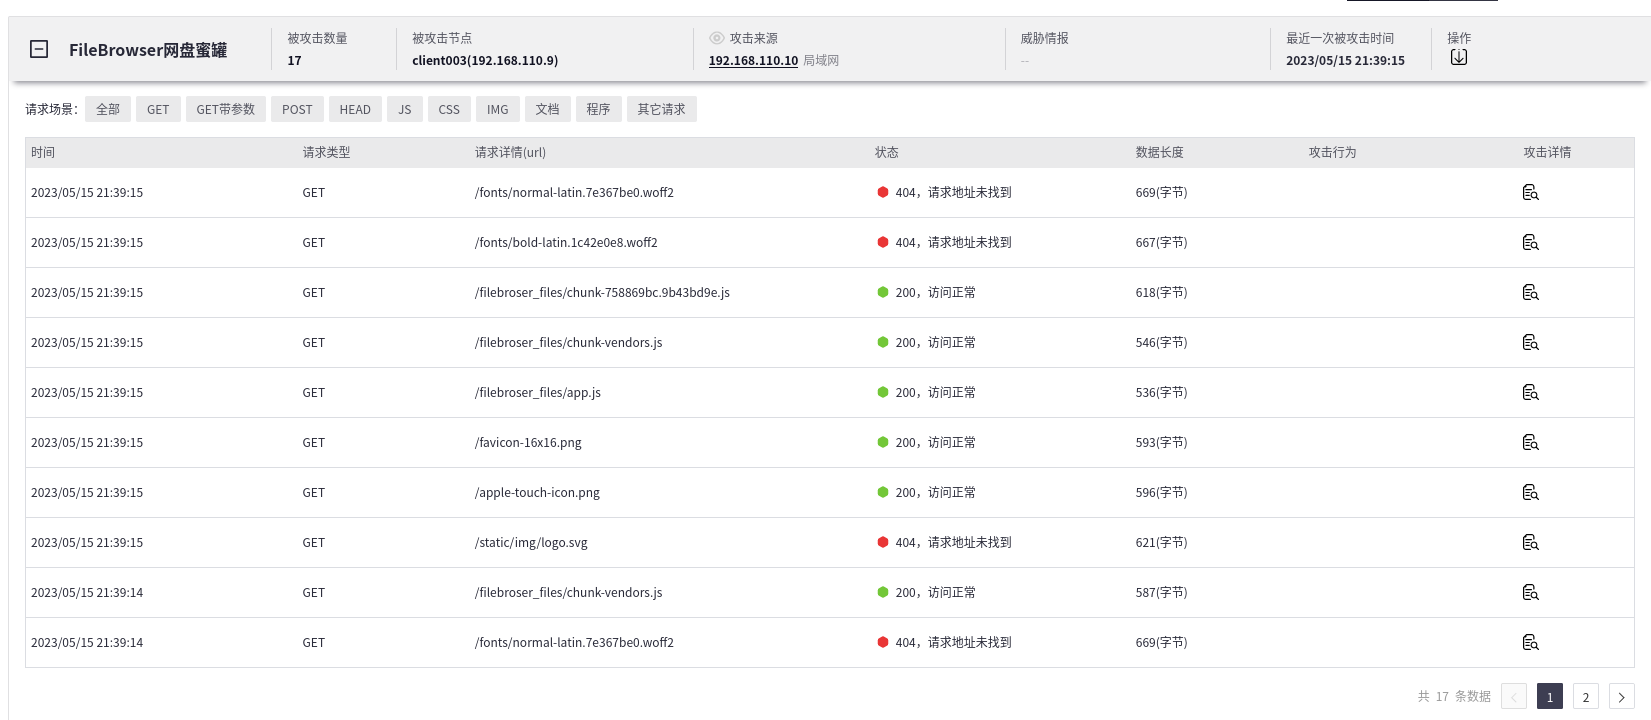 FileBrowser网盘蜜罐
被攻击数量
17
被攻击节点
client003(192.168.110.9)
攻击来源
192.168.110.10 局域网
威胁情报
--
最近一次被攻击时间
2023/05/15 21:39:15
操作
请求场景： 全部 GET GET带参数 POST HEAD JS CSS IMG 文档 程序 其它请求
时间 请求类型 请求详情(url) 状态 数据长度 攻击行为 攻击详情
2023/05/15 21:39:15 GET /fonts/normal-latin.7e367be0.woff2 404，请求地址未找到 669(字节)
2023/05/15 21:39:15 GET /fonts/bold-latin.1c42e0e8.woff2 404，请求地址未找到 667(字节)
2023/05/15 21:39:15 GET /filebroser_files/chunk-758869bc.9b43bd9e.js 200，访问正常 618(字节)
2023/05/15 21:39:15 GET /filebroser_files/chunk-vendors.js 200，访问正常 546(字节)
2023/05/15 21:39:15 GET /filebroser_files/app.js 200，访问正常 536(字节)
2023/05/15 21:39:15 GET /favicon-16x16.png 200，访问正常 593(字节)
2023/05/15 21:39:15 GET /apple-touch-icon.png 200，访问正常 596(字节)
2023/05/15 21:39:15 GET /static/img/logo.svg 404，请求地址未找到 621(字节)
2023/05/15 21:39:14 GET /filebroser_files/chunk-vendors.js 200，访问正常 587(字节)
2023/05/15 21:39:14 GET /fonts/normal-latin.7e367be0.woff2 404，请求地址未找到 669(字节)
共 17 条数据 < 1 2 >